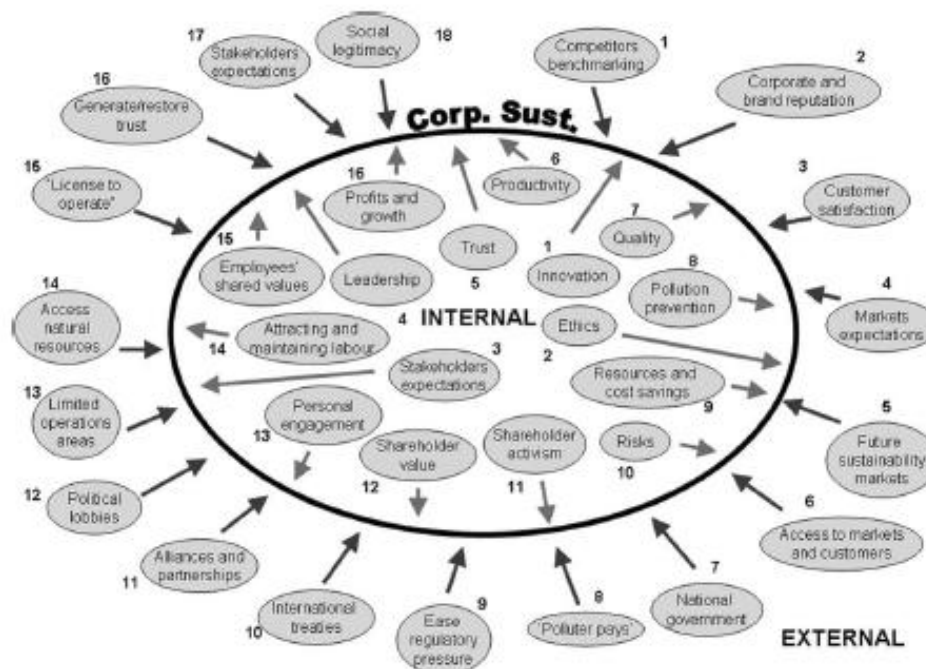 Social
legitimacy
18
17
Stakeholders
expectations
Competitors
benchmarking
1
2
Corporate and
brand reputation
16
Generate/restore
trust
Corp. Sust.
16
"License to
operate"
3
Customer
satisfaction
16
Profits and
growth
6
Productivity
7
Quality
15
Employees'
shared values
Leadership
Trust
5
1
Innovation
8
Pollution
prevention
14
Access
natural
resources
4
Markets
expectations
INTERNAL
4
Attracting and
maintaining labour
14
Ethics
2
3
Stakeholders
expectations
Resources and
cost savings
9
13
Limited
operations
areas
Personal
engagement
13
Shareholder
value
12
Shareholder
activism
11
Risks
10
5
Future
sustainability
markets
12
Political
lobbies
6
Access to markets
and customers
Alliances and
partnerships
11
7
National
government
International
treaties
10
9
Ease
regulatory
pressure
8
'Polluter pays'
EXTERNAL